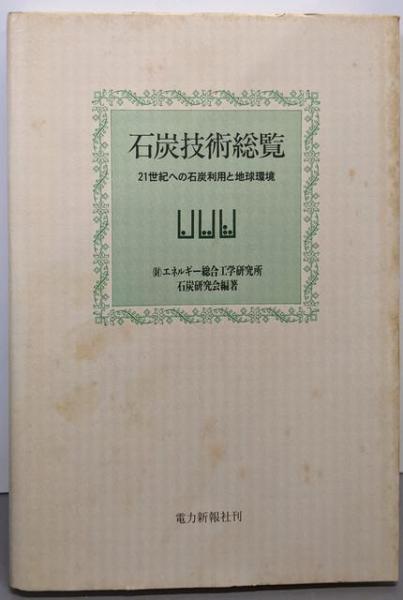 石炭技術総覧
21世紀への石炭利用と地球環境
㈶エネルギー総合工学研究所
石炭研究会編著
電力新報社刊